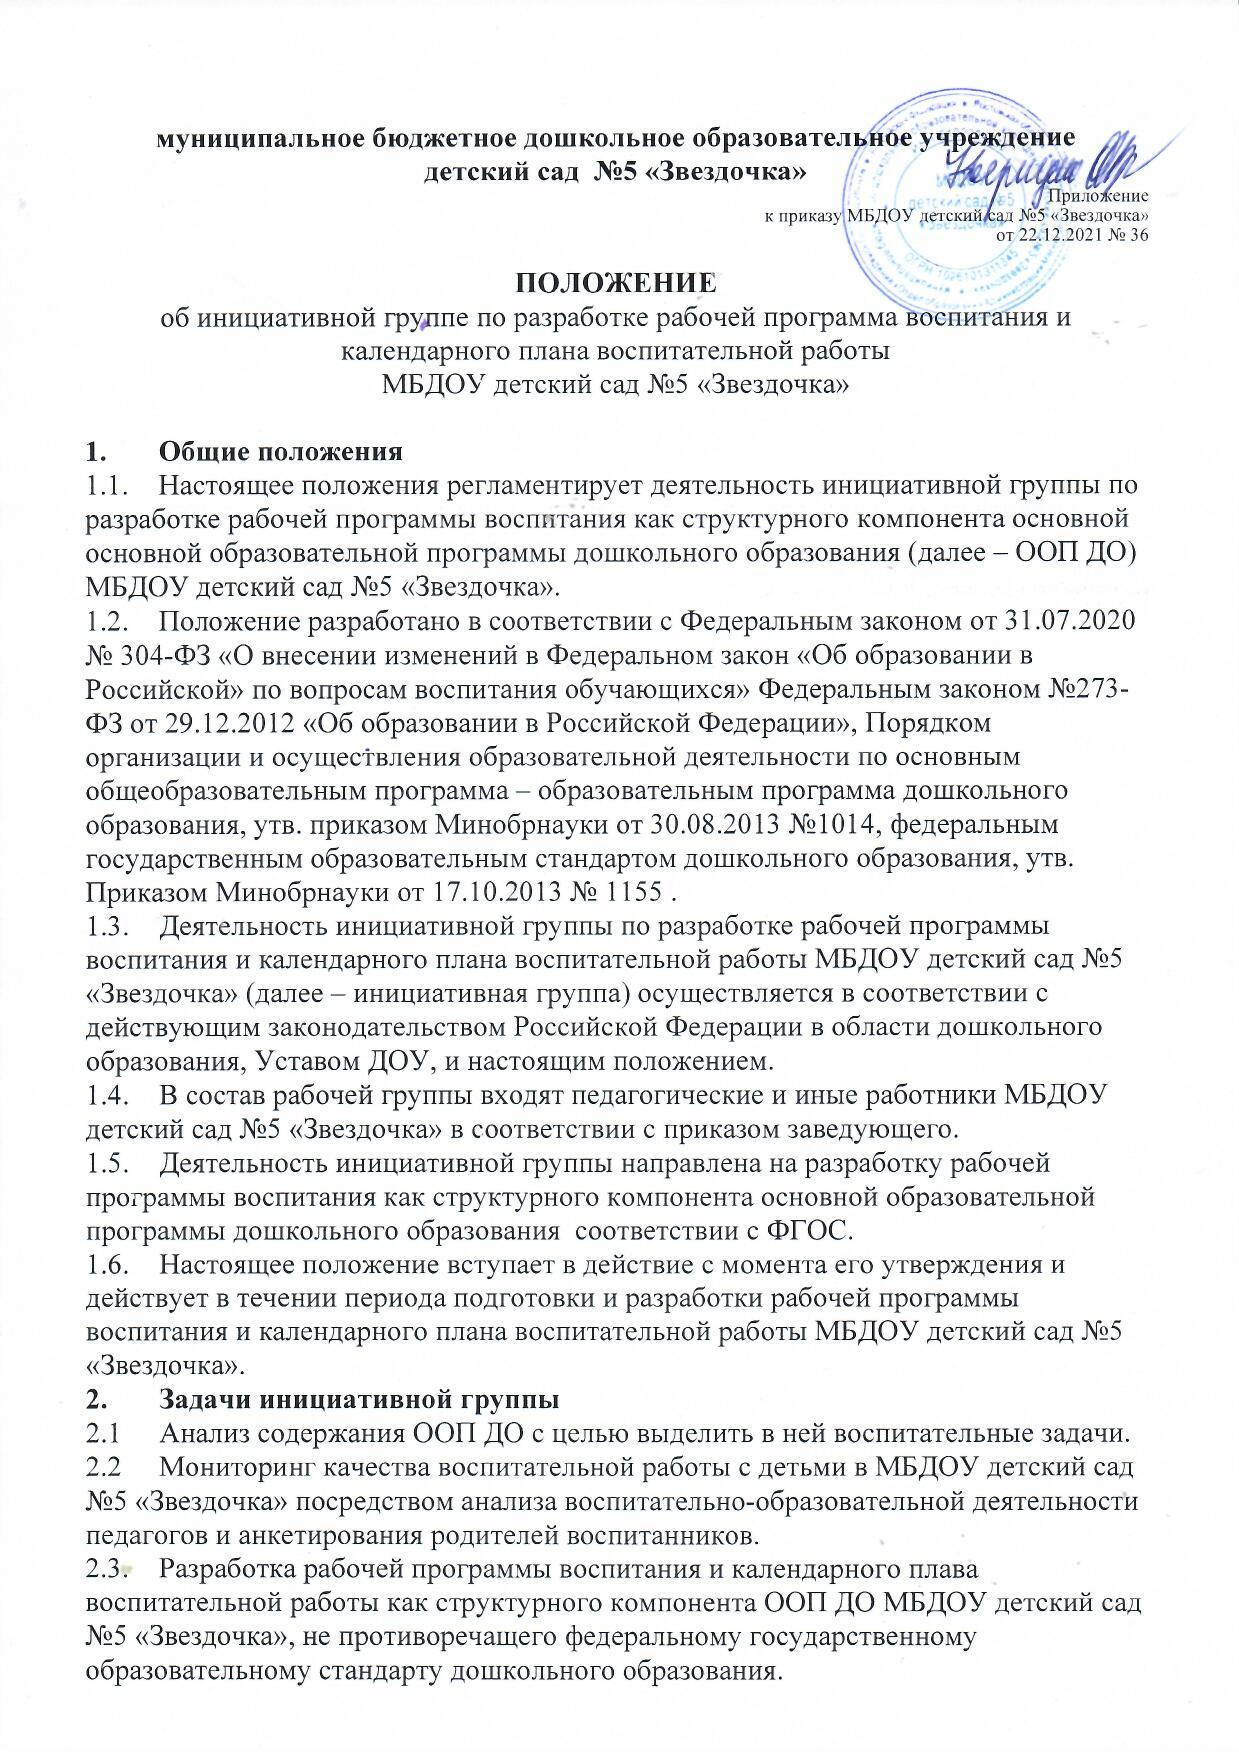 муниципальное бюджетное дошкольное образовательное учреждение
детский сад №5 «Звездочка»
Приложение
к приказу МБДОУ детский сад №5 «Звездочка»
от 22.12.2021 № 36
ПОЛОЖЕНИЕ
об инициативной группе по разработке рабочей программа воспитания и
календарного плана воспитательной работы
МБДОУ детский сад №5 «Звездочка»
1. Общие положения
1.1. Настоящее положения регламентирует деятельность инициативной группы по
разработке рабочей программы воспитания как структурного компонента основной
основной образовательной программы дошкольного образования (далее – ООП ДО)
МБДОУ детский сад №5 «Звездочка».
1.2. Положение разработано в соответствии с Федеральным законом от 31.07.2020
№ 304-ФЗ «О внесении изменений в Федеральном закон «Об образовании в
Российской» по вопросам воспитания обучающихся» Федеральным законом №273-
ФЗ от 29.12.2012 «Об образовании в Российской Федерации», Порядком
организации и осуществления образовательной деятельности по основным
общеобразовательным программа – образовательным программа дошкольного
образования, утв. приказом Минобрнауки от 30.08.2013 №1014, федеральным
государственным образовательным стандартом дошкольного образования, утв.
Приказом Минобрнауки от 17.10.2013 № 1155 .
1.3. Деятельность инициативной группы по разработке рабочей программы
воспитания и календарного плана воспитательной работы МБДОУ детский сад №5
«Звездочка» (далее – инициативная группа) осуществляется в соответствии с
действующим законодательством Российской Федерации в области дошкольного
образования, Уставом ДОУ, и настоящим положением.
1.4. В состав рабочей группы входят педагогические и иные работники МБДОУ
детский сад №5 «Звездочка» в соответствии с приказом заведующего.
1.5. Деятельность инициативной группы направлена на разработку рабочей
программы воспитания как структурного компонента основной образовательной
программы дошкольного образования соответствии с ФГОС.
1.6. Настоящее положение вступает в действие с момента его утверждения и
действует в течении периода подготовки и разработки рабочей программы
воспитания и календарного плана воспитательной работы МБДОУ детский сад №5
«Звездочка».
2. Задачи инициативной группы
2.1 Анализ содержания ООП ДО с целью выделить в ней воспитательные задачи.
2.2 Мониторинг качества воспитательной работы с детьми в МБДОУ детский сад
№5 «Звездочка» посредством анализа воспитательно-образовательной деятельности
педагогов и анкетирования родителей воспитанников.
2.3. Разработка рабочей программы воспитания и календарного плава
воспитательной работы как структурного компонента ООП ДО МБДОУ детский сад
№5 «Звездочка», не противоречащего федеральному государственному
образовательному стандарту дошкольного образования.